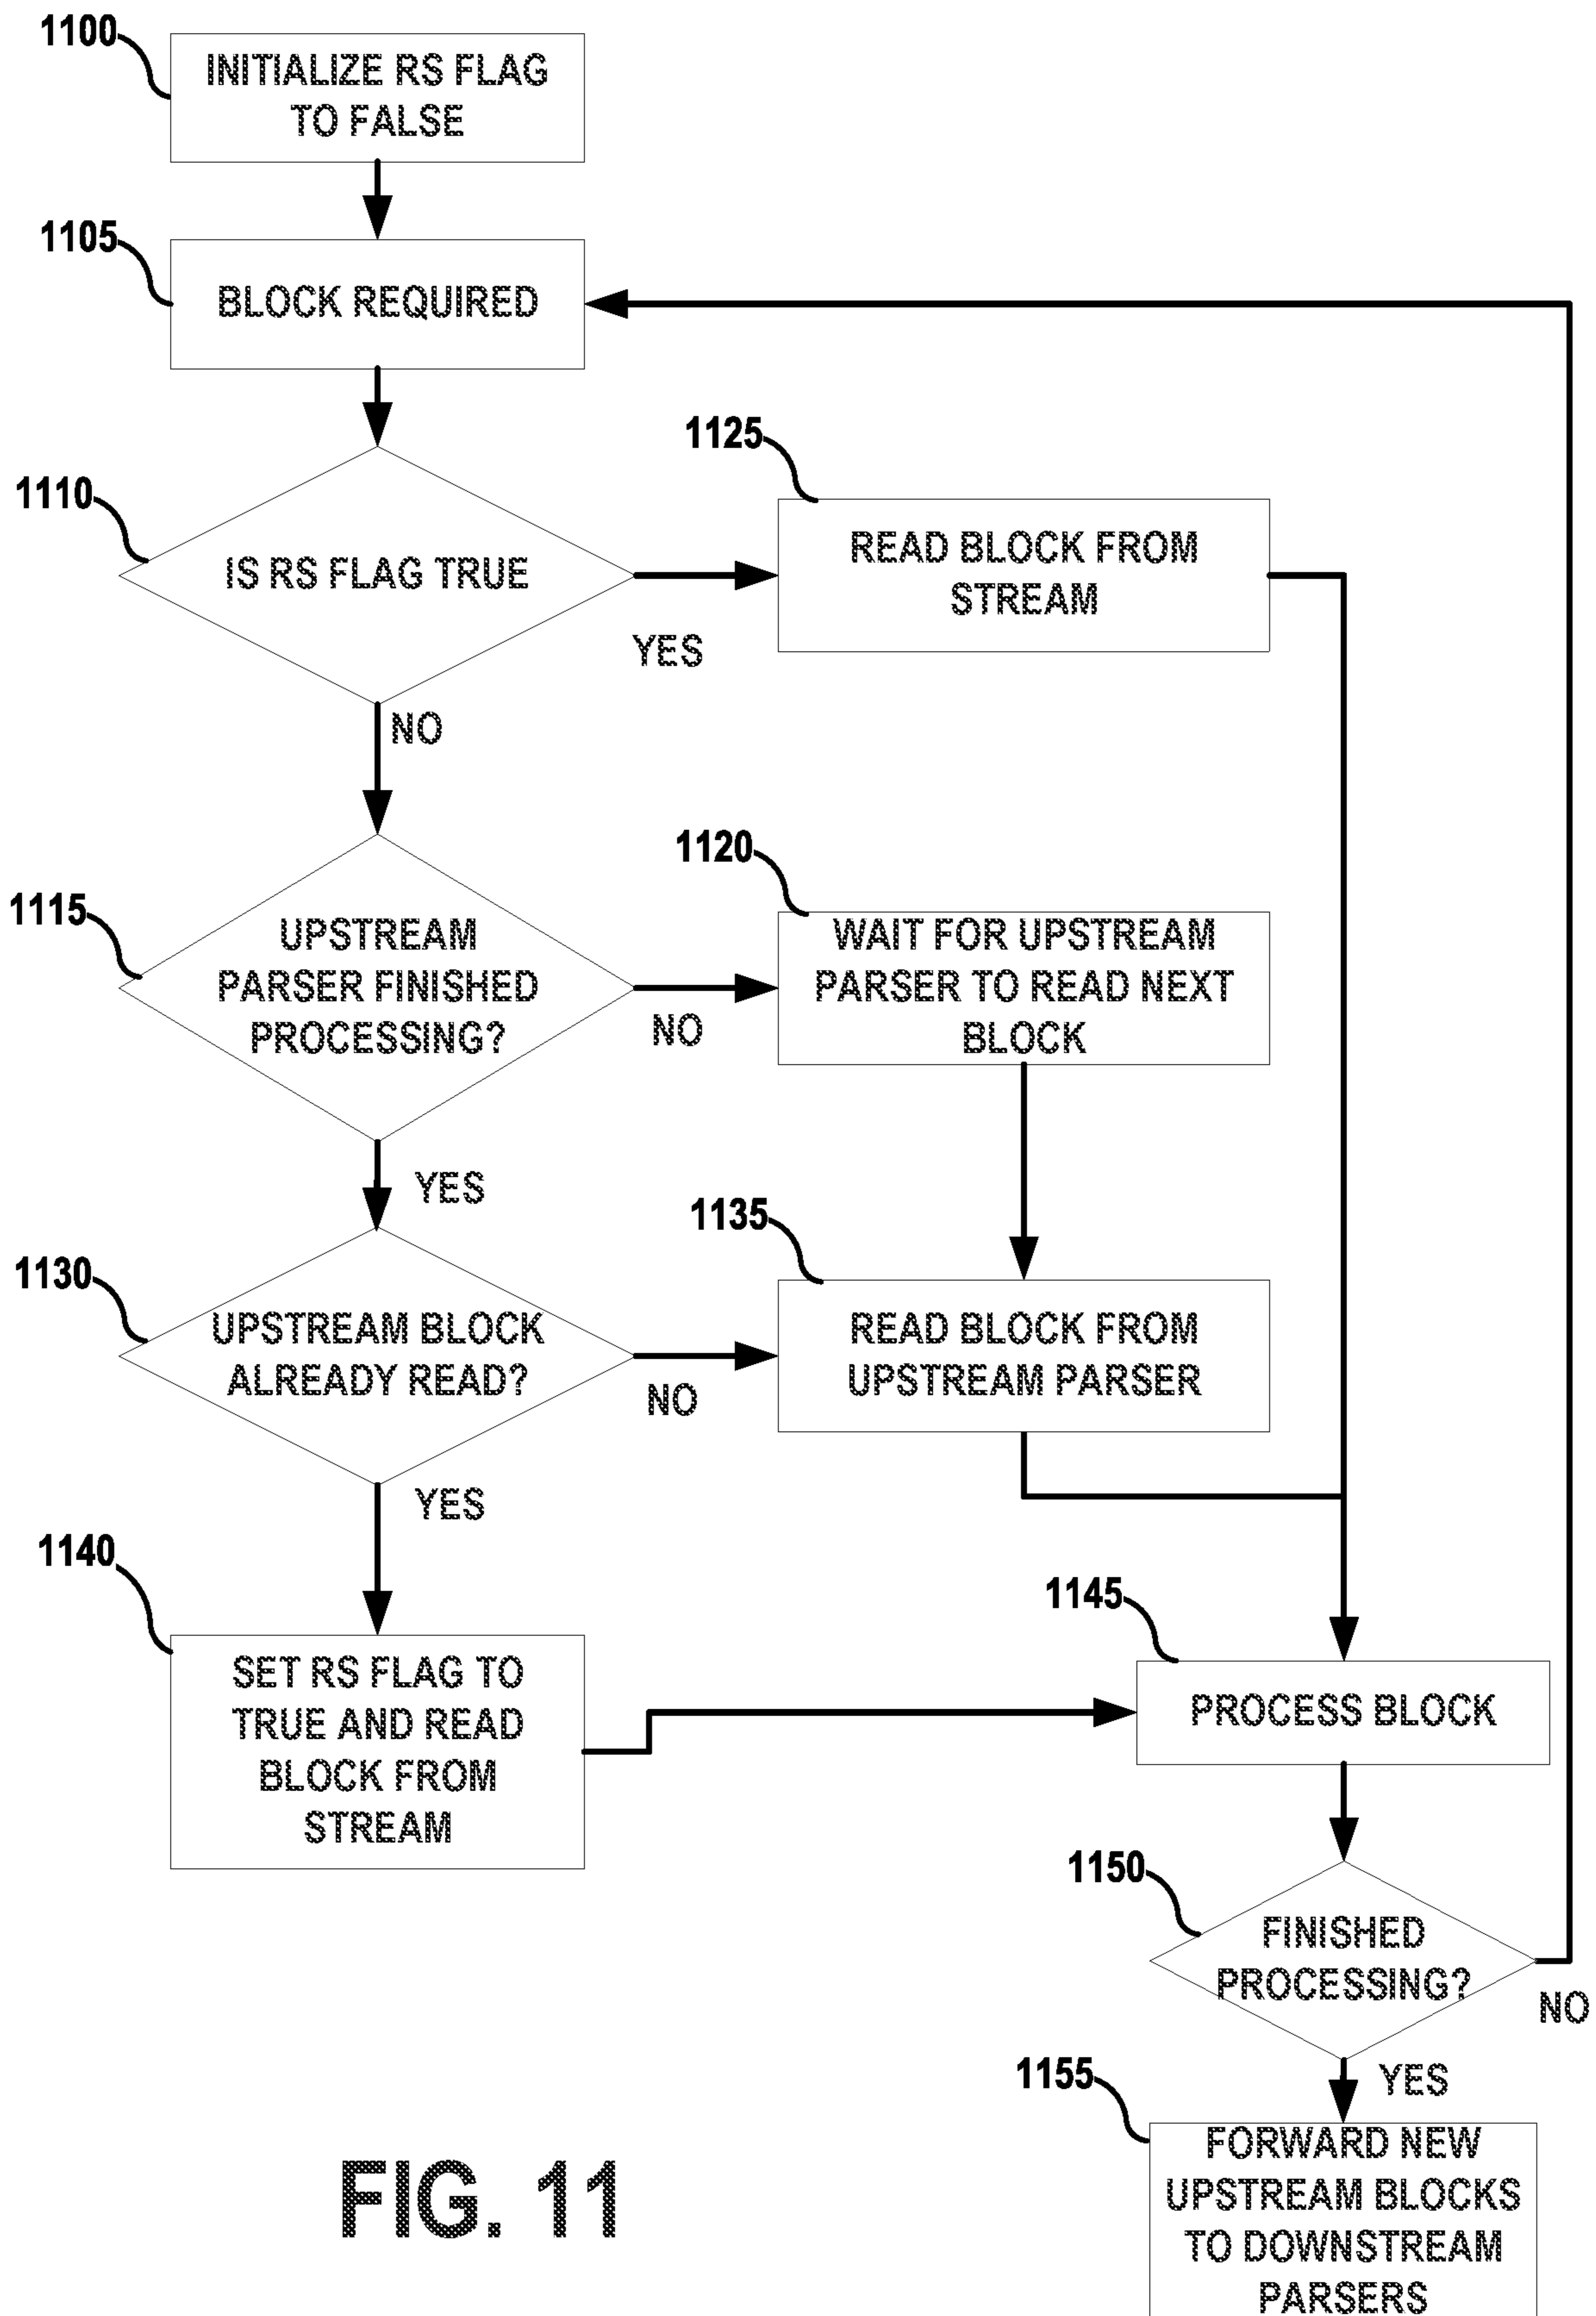 1100
INITIALIZE RS FLAG
TO FALSE
1105
BLOCK REQUIRED
1110
IS RS FLAG TRUE
YES
NO
1125
READ BLOCK FROM
STREAM
1115
UPSTREAM
PARSER FINISHED
PROCESSING?
NO
YES
1120
WAIT FOR UPSTREAM
PARSER TO READ NEXT
BLOCK
1130
UPSTREAM BLOCK
ALREADY READ?
NO
YES
1135
READ BLOCK FROM
UPSTREAM PARSER
1140
SET RS FLAG TO
TRUE AND READ
BLOCK FROM
STREAM
1145
PROCESS BLOCK
1150
FINISHED
PROCESSING?
NO
YES
1155
FORWARD NEW
UPSTREAM BLOCKS
TO DOWNSTREAM
PARSERS
FIG. 11